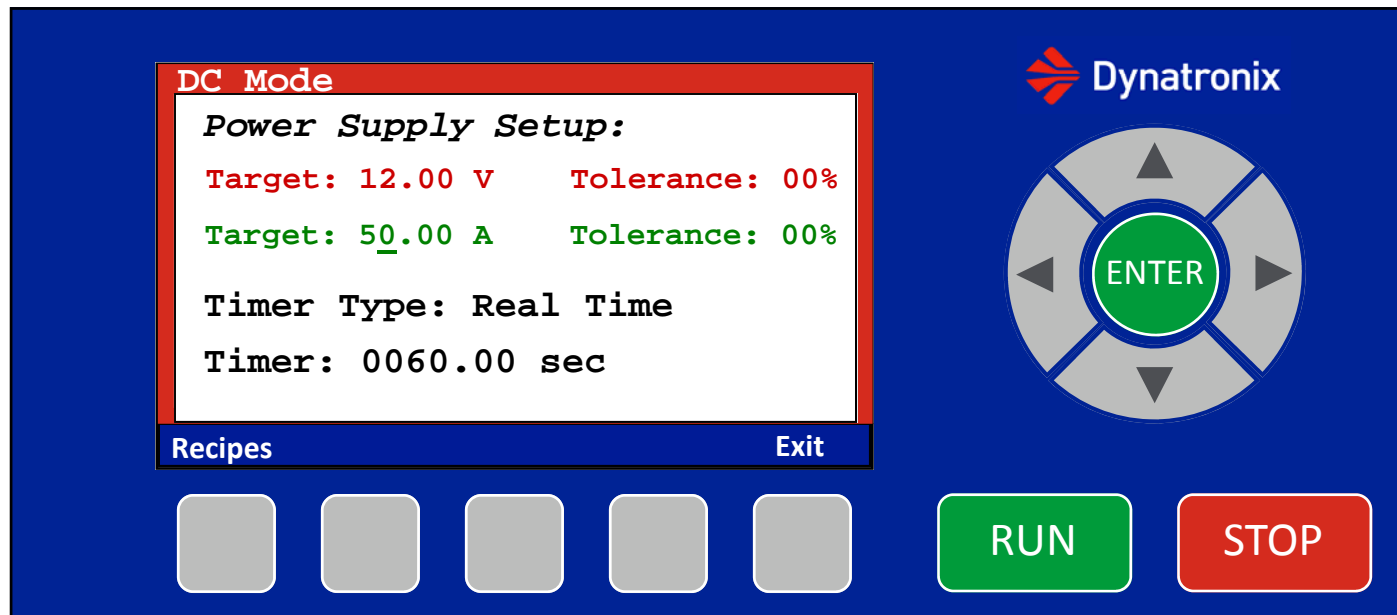 DC Mode
Dynatronix
Power Supply Setup:
Target: 12.00 V Tolerance: 00%
Target: 50.00 A Tolerance: 00%
ENTER
Timer Type: Real Time
Timer: 0060.00 sec
Recipes Exit
RUN STOP